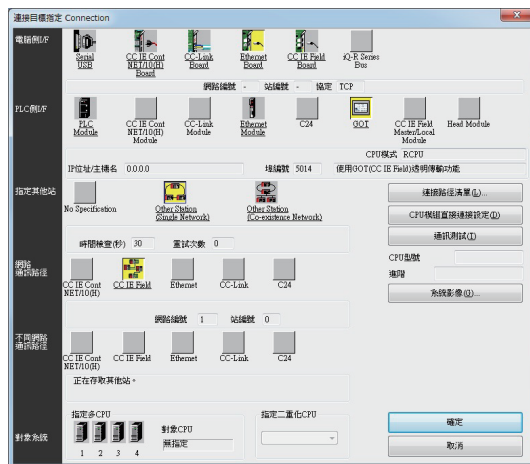 連接目標指定 Connection
電腦側I/F
Serial USB
CC IE Cont NET/10(H) Board
CC-Link Board
Ethernet Board
CC IE Field Board
iQ-R Series Bus
網路編號 - 站編號 - 協定 TCP
PLC側I/F
PLC Module
CC IE Cont NET/10(H) Module
CC-Link Module
Ethernet Module
C24
GOT
CC IE Field Master/Local Module
Head Module
CPU模式 RCPU
IP位址/主機名 0.0.0.0 埠編號 5014 使用GOT(CC IE Field)透明傳輸功能
指定其他站
No Specification
Other Station (Single Network)
Other Station (Co-existence Network)
時間檢查(秒) 30 重試次數 0
連接路徑清單(L)...
CPU模組直接連接設定(D)
通訊測試(T)
CPU型號
進階
系統影像(G)...
網路通訊路徑
CC IE Cont NET/10(H)
CC IE Field
Ethernet
CC-Link
C24
網路編號 1 站編號 0
不同網路通訊路徑
CC IE Cont NET/10(H)
CC IE Field
Ethernet
CC-Link
C24
正在存取其他站。
對象系統
指定多CPU
1 2 3 4
對象CPU
無指定
指定二重化CPU
確定
取消